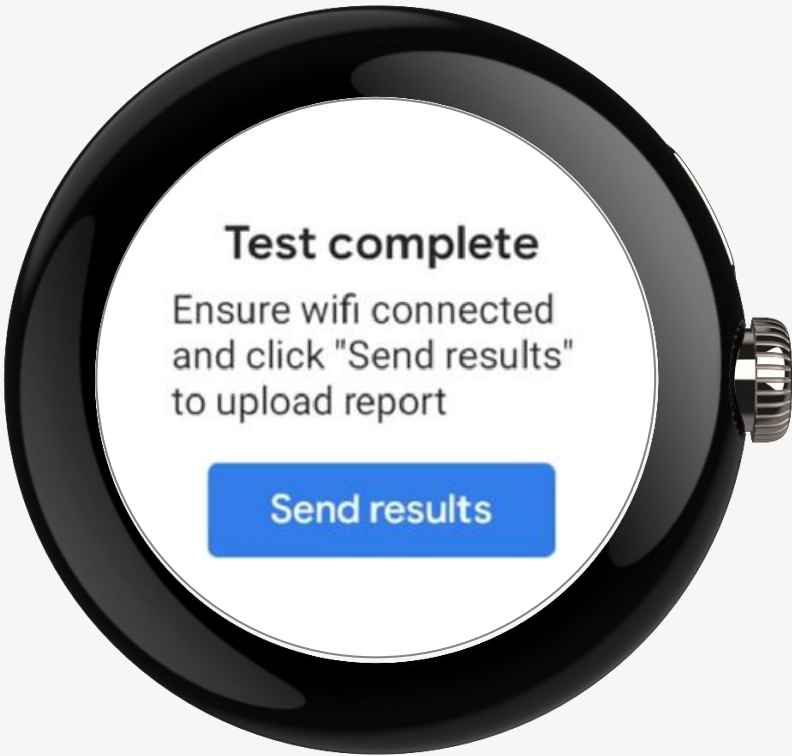 Test complete
Ensure wifi connected
and click "Send results"
to upload report
Send results